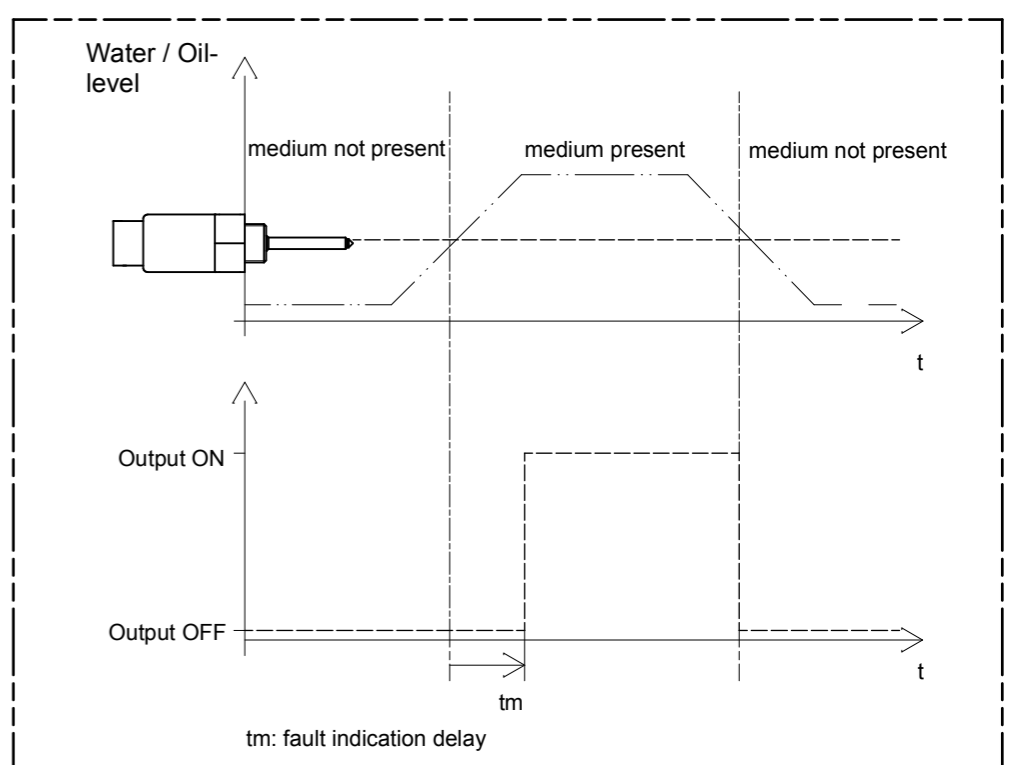 Water / Oil-
level
medium not present
medium present
medium not present
t
Output ON
Output OFF
t
tm
tm: fault indication delay